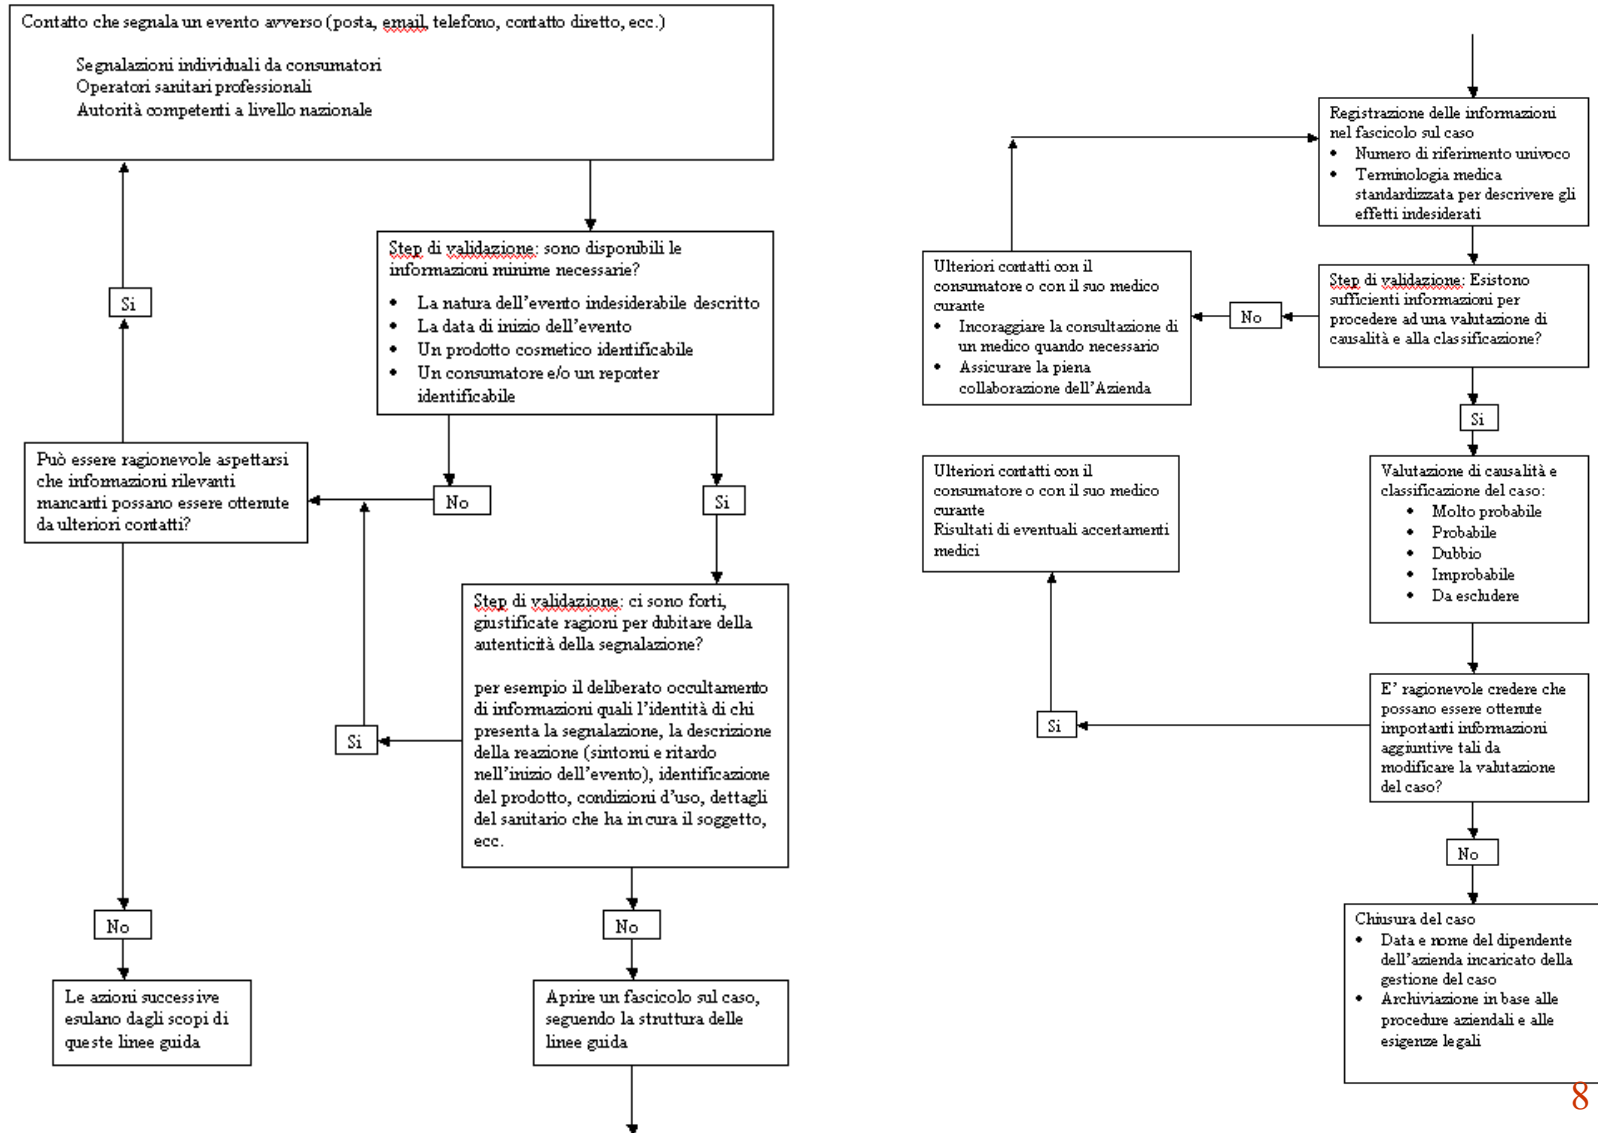 Contatto che segnala un evento avverso (posta, email, telefono, contatto diretto, ecc.)
Segnalazioni individuali da consumatori
Operatori sanitari professionali
Autorità competenti a livello nazionale
Step di validazione: sono disponibili le
informazioni minime necessarie?
• La natura dell'evento indesiderabile descritto
• La data di inizio dell'evento
• Un prodotto cosmetico identificabile
• Un consumatore e/o un reporter
identificabile
Si
Può essere ragionevole aspettarsi
che informazioni rilevanti
mancanti possano essere ottenute
da ulteriori contatti?
No
Si
Step di validazione: ci sono forti,
giustificate ragioni per dubitare della
autenticità della segnalazione?
per esempio il deliberato occultamento
di informazioni quali l'identità di chi
presenta la segnalazione, la descrizione
della reazione (sintomi e ritardo
nell'inizio dell'evento), identificazione
del prodotto, condizioni d'uso, dettagli
del sanitario che ha in cura il soggetto,
ecc.
Si
No
No
Le azioni successive
esulano dagli scopi di
queste linee guida
Aprire un fascicolo sul caso,
seguendo la struttura delle
linee guida
Registrazione delle informazioni
nel fascicolo sul caso
• Numero di riferimento univoco
• Terminologia medica
standardizzata per descrivere gli
effetti indesiderati
Step di validazione: Esistono
sufficienti informazioni per
procedere ad una valutazione di
causalità e alla classificazione?
No
Ulteriori contatti con il
consumatore o con il suo medico
curante
• Incoraggiare la consultazione di
un medico quando necessario
• Assicurare la piena
collaborazione dell'Azienda
Si
Valutazione di causalità e
classificazione del caso:
• Molto probabile
• Probabile
• Dubbio
• Improbabile
• Da escludere
Ulteriori contatti con il
consumatore o con il suo medico
curante
Risultati di eventuali accertamenti
medici
E' ragionevole credere che
possano essere ottenute
importanti informazioni
aggiuntive tali da
modificare la valutazione
del caso?
Si
No
Chiusura del caso
• Data e nome del dipendente
dell'azienda incaricato della
gestione del caso
• Archiviazione in base alle
procedure aziendali e alle
esigenze legali
8